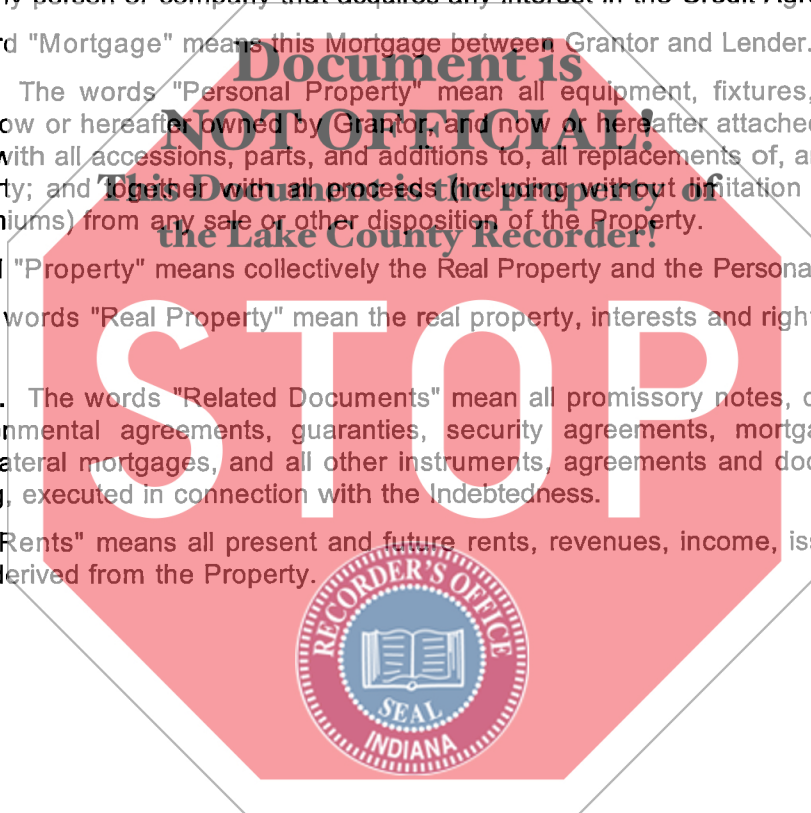 ny person or company that acquires any interest in the Credit Agre
rd "Mortgage" means this Mortgage between Grantor and Lender.
Document is
The words "Personal Property" mean all equipment, fixtures,
NOT OFFICIAL!
ow or hereafter owned by Grantor, and now or hereafter attached
with all accessions, parts, and additions to, all replacements of, a
This Document is the property of
rty; and together with all proceeds (including without limitation
niums) from any sale or other disposition of the Property.
the Lake County Recorder!
"Property" means collectively the Real Property and the Persona
words "Real Property" mean the real property, interests and right
STOP
. The words "Related Documents" mean all promissory notes, c
nmental agreements, guaranties, security agreements, mortga
ateral mortgages, and all other instruments, agreements and doc
, executed in connection with the Indebtedness.
Rents" means all present and future rents, revenues, income, iss
derived from the Property.
RECORDER'S OFFICE
SEAL
INDIANA